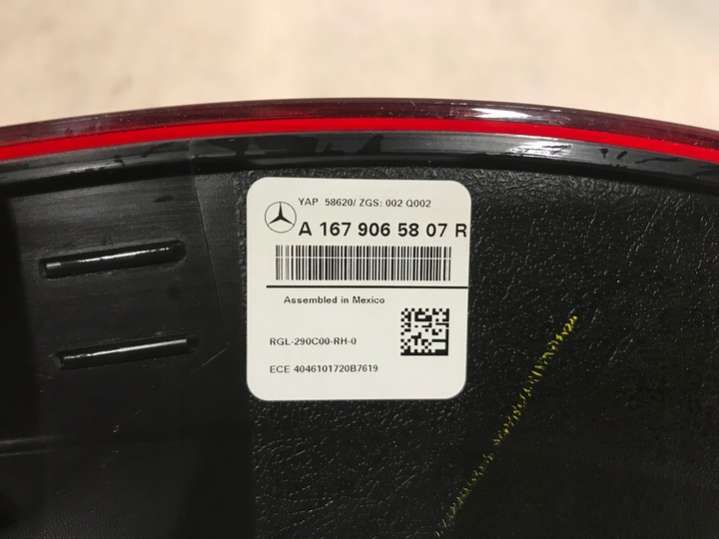 YAP 58620/ ZGS: 002 Q002
A 167 906 58 07 R
Assembled in Mexico
RGL-290C00-RH-0
ECE 4046101720B7619